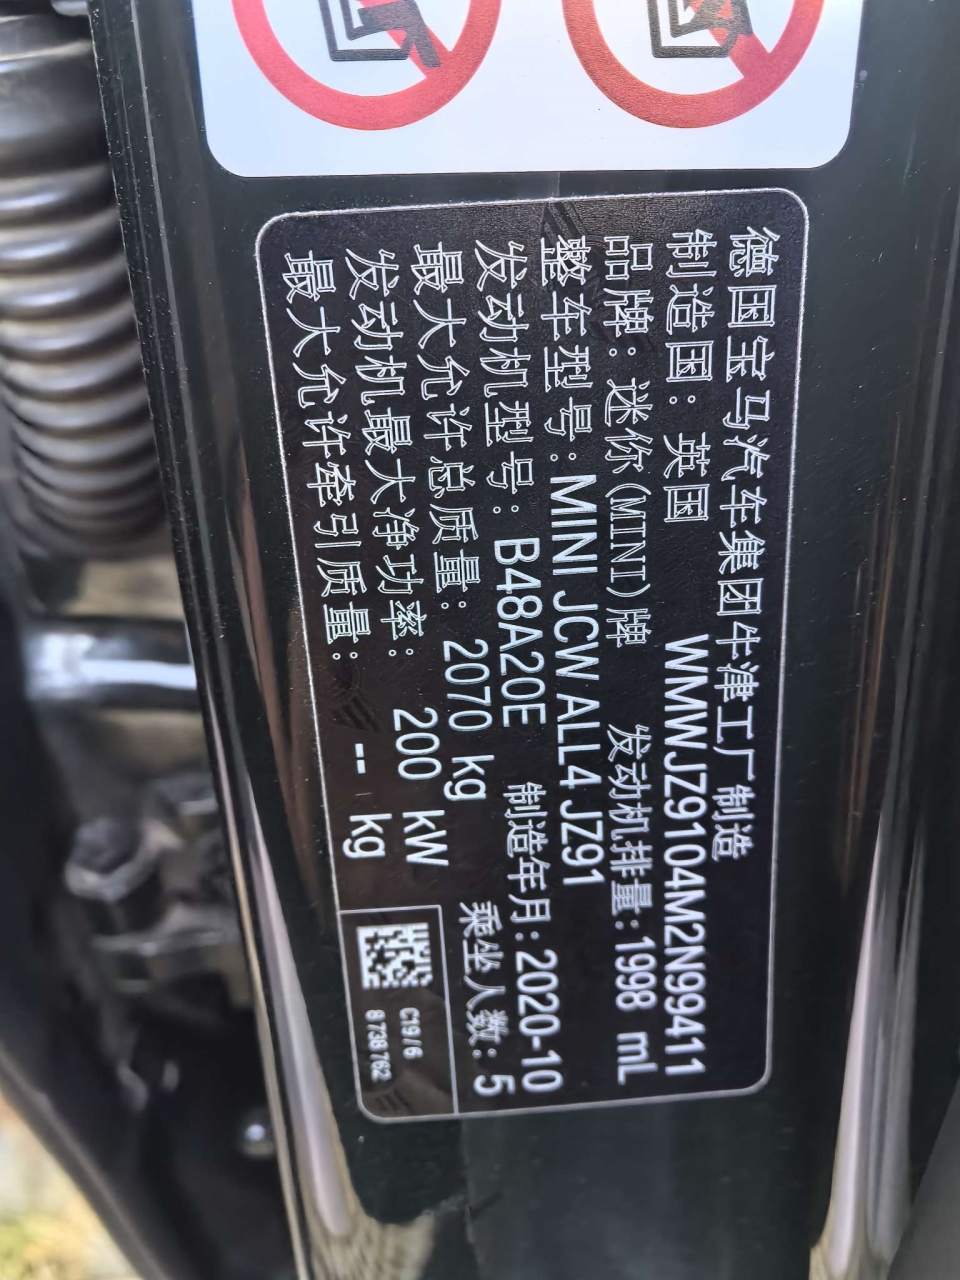 德国宝马汽车集团牛津工厂制造
制造国：英国 WMWJZ9104M2N99411
品牌：迷你(MINI)牌 发动机排量：1998 mL
整车型号：MINI JCW ALL4 JZ91
发动机型号：B48A20E 制造年月：2020-10
最大允许总质量：2070 kg 乘坐人数：5
发动机最大净功率：200 kW
最大允许牵引质量：-- kg
C19/6
8 738 762